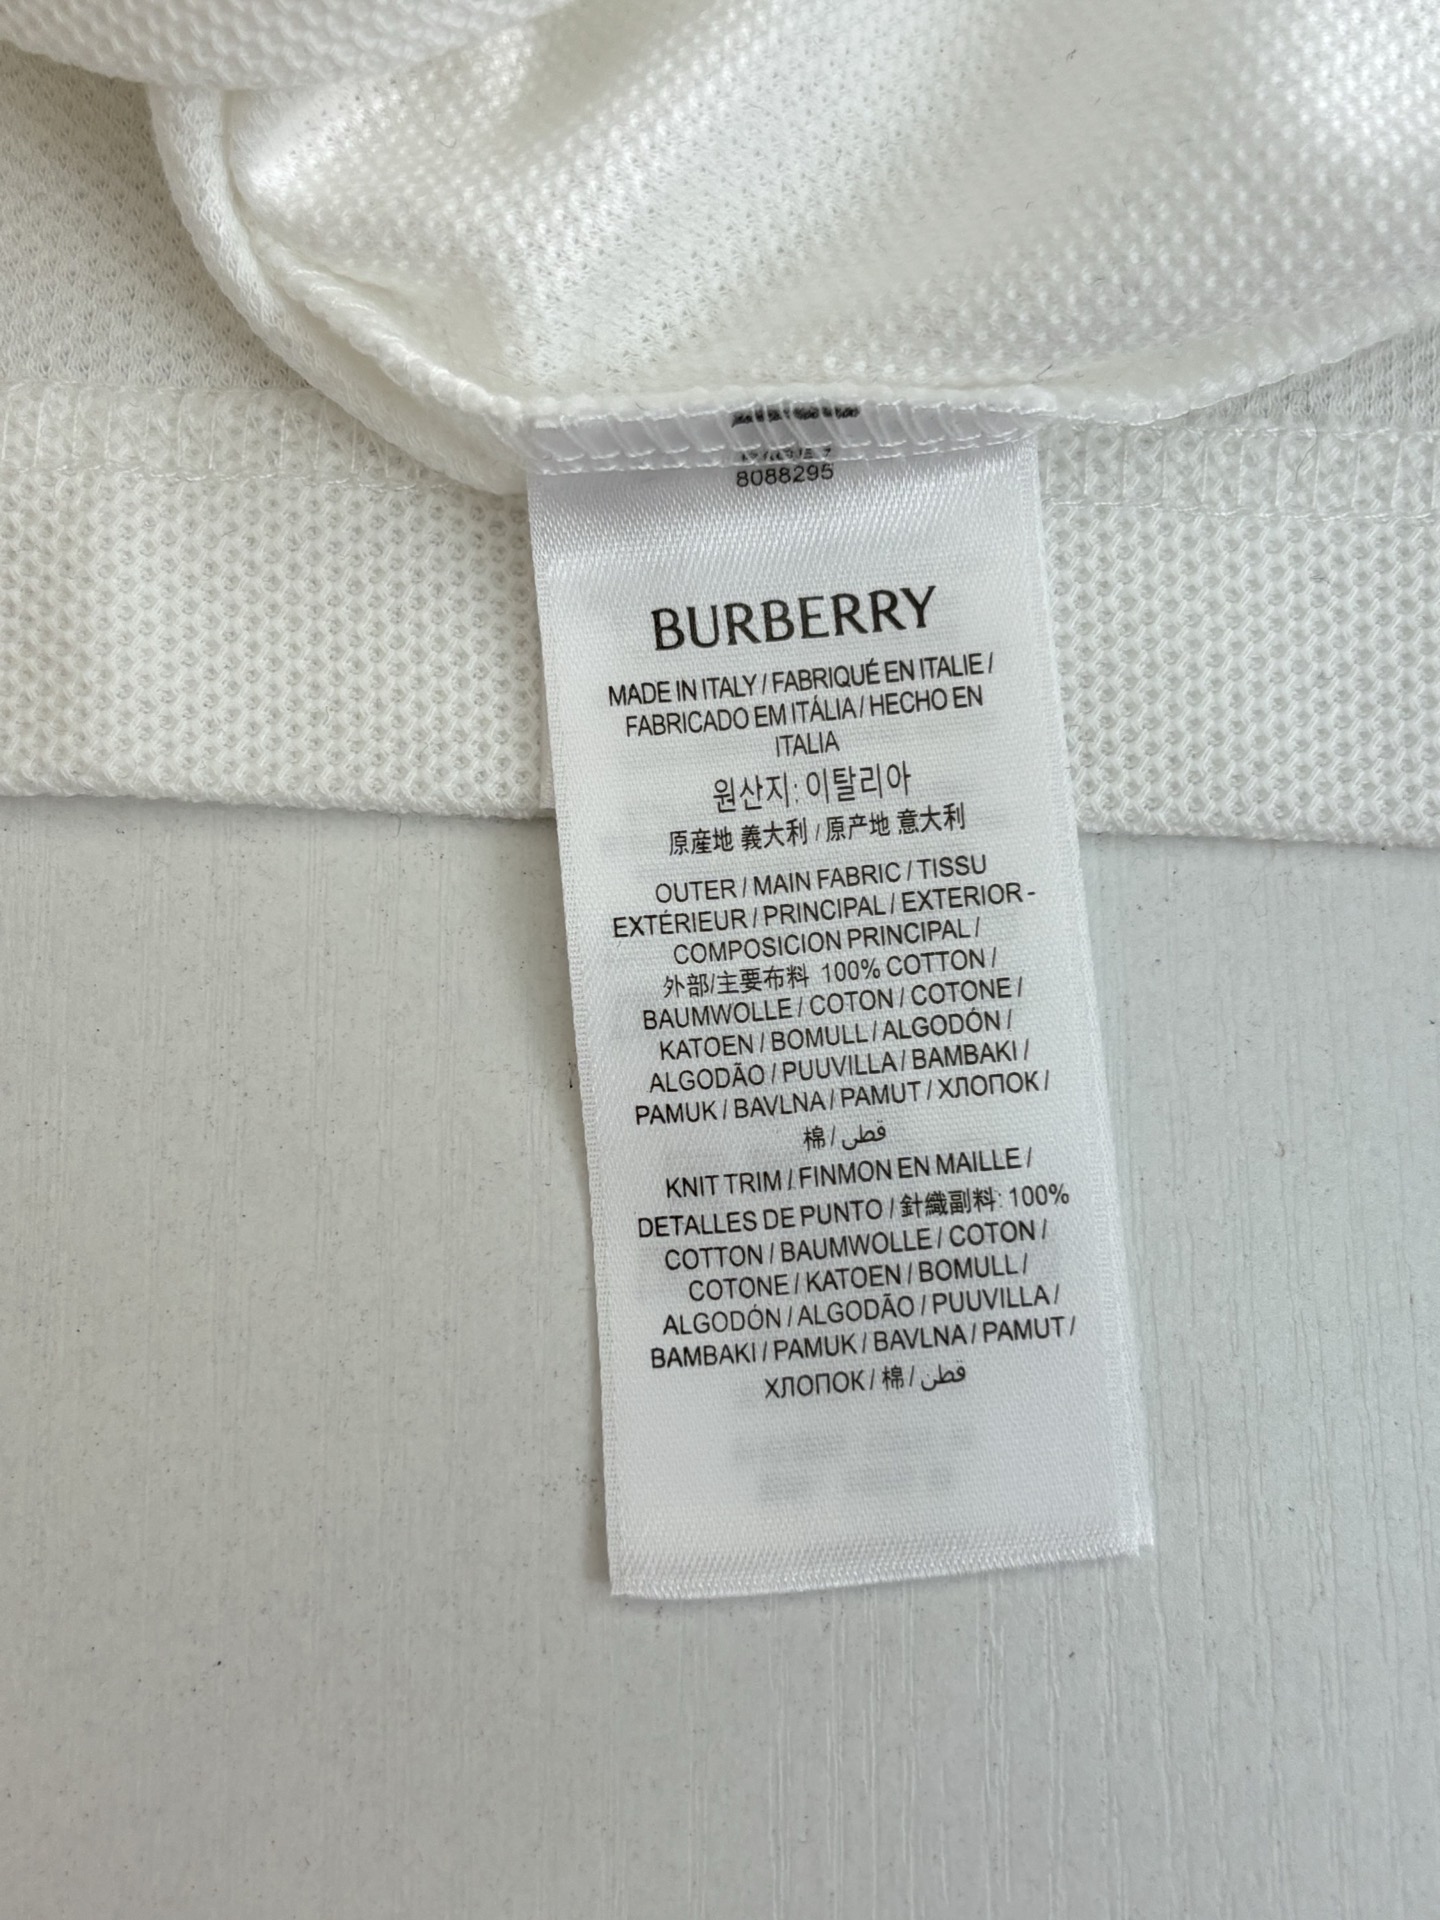 8088295
BURBERRY
MADE IN ITALY / FABRIQUÉ EN ITALIE /
FABRICADO EM ITÁLIA / HECHO EN
ITALIA
원산지: 이탈리아
原産地 義大利 / 原产地 意大利
OUTER / MAIN FABRIC / TISSU
EXTÉRIEUR / PRINCIPAL / EXTERIOR -
COMPOSICION PRINCIPAL /
外部/主要布料 100% COTTON /
BAUMWOLLE / COTON / COTONE /
KATOEN / BOMULL / ALGODÓN /
ALGODÃO / PUUVILLA / BAMBAKI /
PAMUK / BAVLNA / PAMUT / ХЛОПОК /
棉 / قطن
KNIT TRIM / FINMON EN MAILLE /
DETALLES DE PUNTO / 針織副料: 100%
COTTON / BAUMWOLLE / COTON /
COTONE / KATOEN / BOMULL /
ALGODÓN / ALGODÃO / PUUVILLA /
BAMBAKI / PAMUK / BAVLNA / PAMUT /
ХЛОПОК / 棉 / قطن